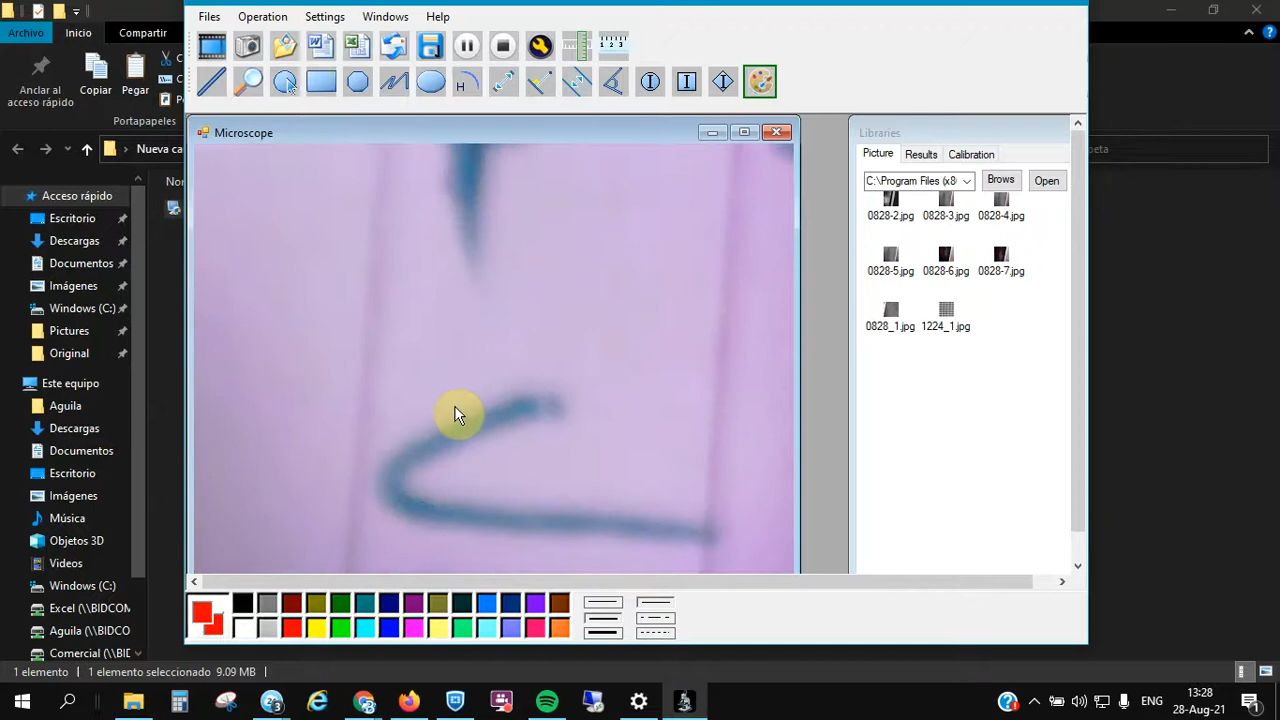 Archivo Inicio Compartir
Files Operation Settings Windows Help
Anclar al
acceso rápido
Copiar Pegar
Portapapeles
Nueva ca
peta
Acceso rápido
Escritorio
Descargas
Documentos
Imágenes
Windows (C:)
Pictures
Original
Este equipo
Aguila
Descargas
Documentos
Escritorio
Imágenes
Música
Objetos 3D
Videos
Windows (C:)
Excel (\\BIDCOM
Aguila (\\BIDCO
Comercial (\\BID
Microscope
Libraries
Picture Results Calibration
C:\Program Files (x8 Brows Open
0828-2.jpg 0828-3.jpg 0828-4.jpg
0828-5.jpg 0828-6.jpg 0828-7.jpg
0828_1.jpg 1224_1.jpg
1 elemento 1 elemento seleccionado 9.09 MB
ENG
13:28
28-Aug-21